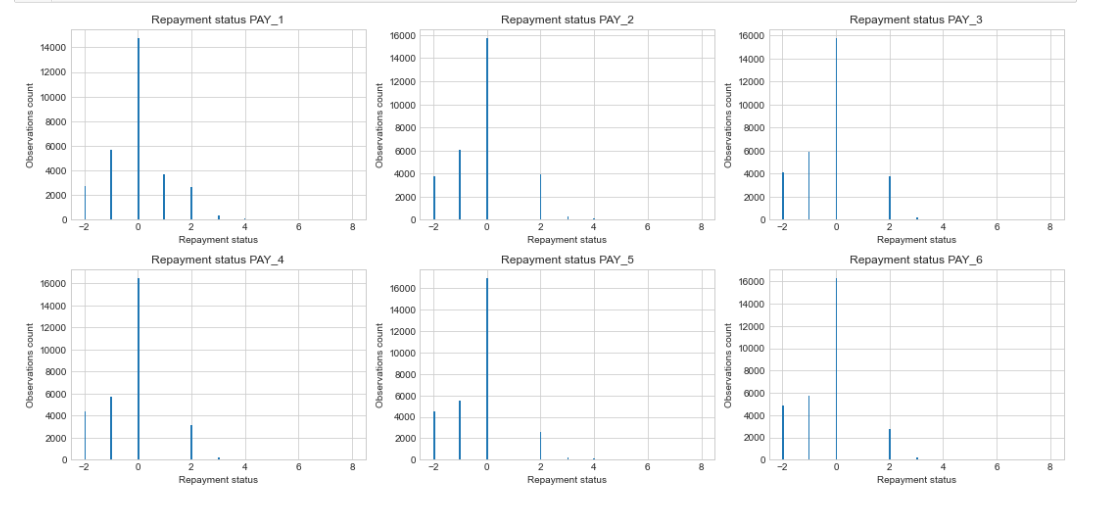 Repayment status PAY_1
Repayment status PAY_2
Repayment status PAY_3
Observations count
14000
12000
10000
8000
6000
4000
2000
0
−2 0 2 4 6 8
Repayment status
Observations count
16000
14000
12000
10000
8000
6000
4000
2000
0
−2 0 2 4 6 8
Repayment status
Observations count
16000
14000
12000
10000
8000
6000
4000
2000
0
−2 0 2 4 6 8
Repayment status
Repayment status PAY_4
Repayment status PAY_5
Repayment status PAY_6
Observations count
16000
14000
12000
10000
8000
6000
4000
2000
0
−2 0 2 4 6 8
Repayment status
Observations count
16000
14000
12000
10000
8000
6000
4000
2000
0
−2 0 2 4 6 8
Repayment status
Observations count
16000
14000
12000
10000
8000
6000
4000
2000
0
−2 0 2 4 6 8
Repayment status